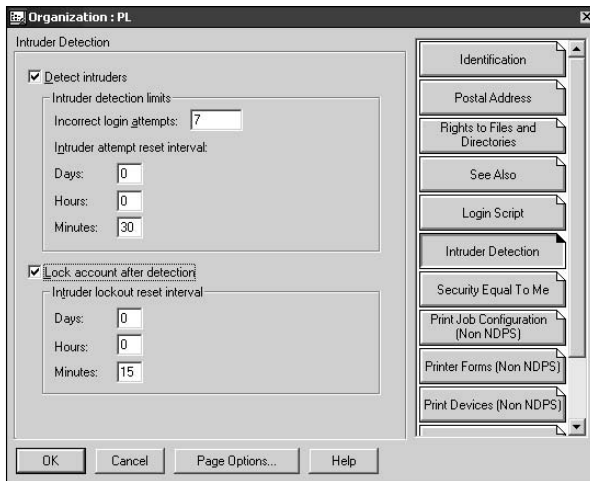 Organization : PL
Intruder Detection
Detect intruders
Intruder detection limits
Incorrect login attempts: 7
Intruder attempt reset interval:
Days: 0
Hours: 0
Minutes: 30
Lock account after detection
Intruder lockout reset interval
Days: 0
Hours: 0
Minutes: 15
Identification
Postal Address
Rights to Files and
Directories
See Also
Login Script
Intruder Detection
Security Equal To Me
Print Job Configuration
(Non NDPS)
Printer Forms (Non NDPS)
Print Devices (Non NDPS)
OK
Cancel
Page Options...
Help